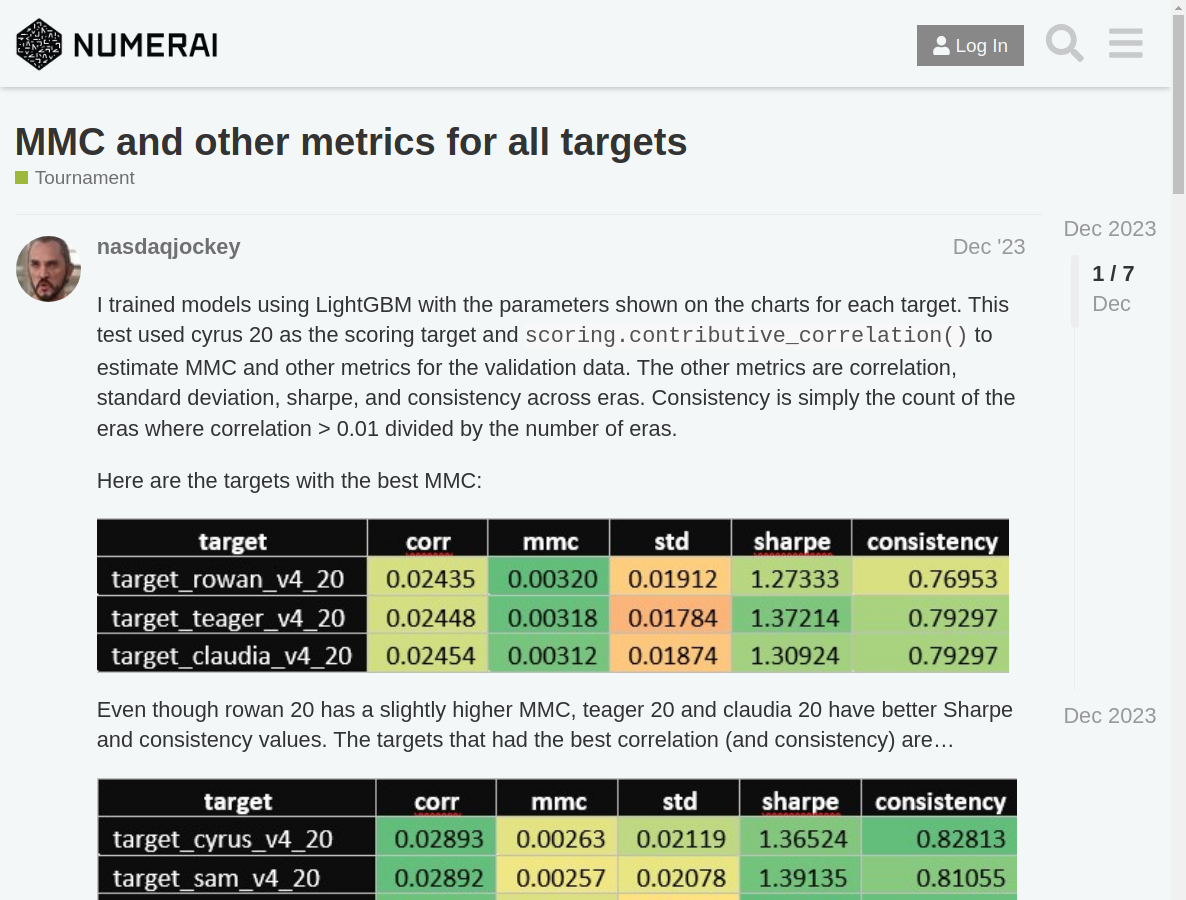 NUMERAI
Log In
MMC and other metrics for all targets
Tournament
nasdaqjockey
Dec '23
Dec 2023
1 / 7
Dec
I trained models using LightGBM with the parameters shown on the charts for each target. This
test used cyrus 20 as the scoring target and scoring.contributive_correlation() to
estimate MMC and other metrics for the validation data. The other metrics are correlation,
standard deviation, sharpe, and consistency across eras. Consistency is simply the count of the
eras where correlation > 0.01 divided by the number of eras.
Here are the targets with the best MMC:
target corr mmc std sharpe consistency
target_rowan_v4_20 0.02435 0.00320 0.01912 1.27333 0.76953
target_teager_v4_20 0.02448 0.00318 0.01784 1.37214 0.79297
target_claudia_v4_20 0.02454 0.00312 0.01874 1.30924 0.79297
Even though rowan 20 has a slightly higher MMC, teager 20 and claudia 20 have better Sharpe
and consistency values. The targets that had the best correlation (and consistency) are…
Dec 2023
target corr mmc std sharpe consistency
target_cyrus_v4_20 0.02893 0.00263 0.02119 1.36524 0.82813
target_sam_v4_20 0.02892 0.00257 0.02078 1.39135 0.81055